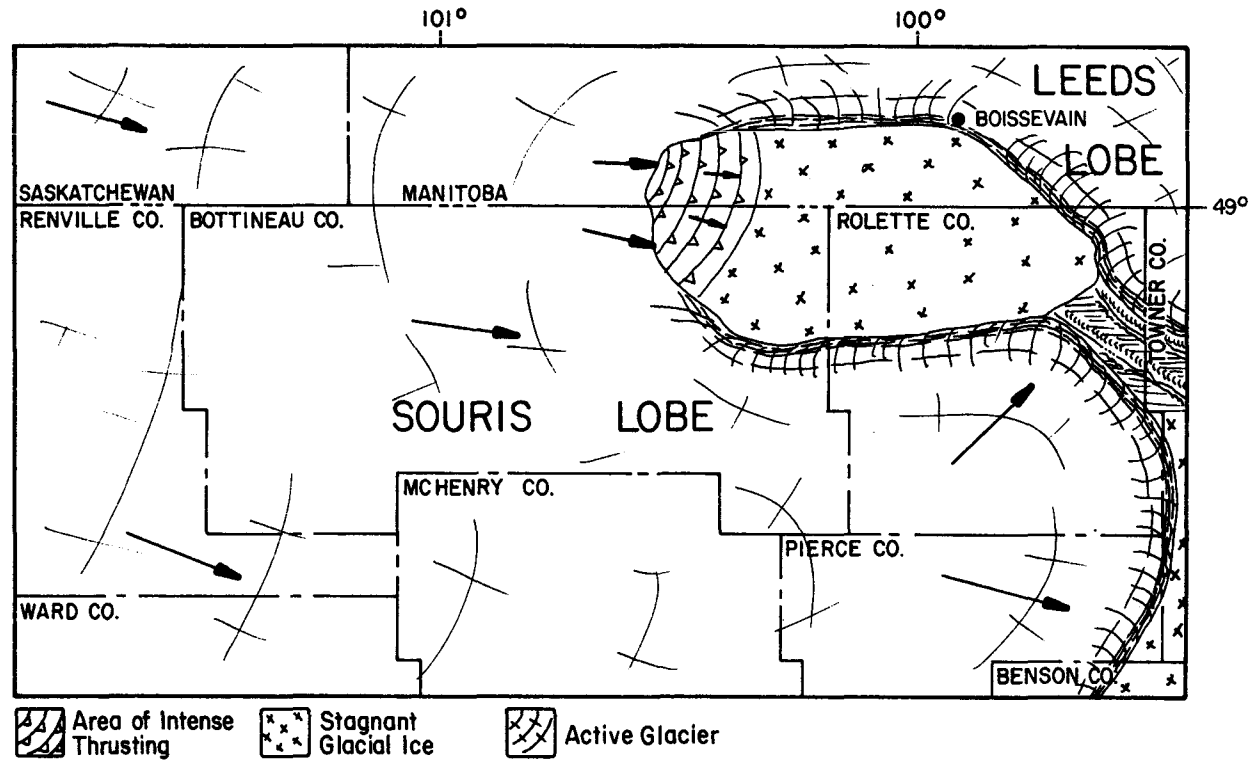 101° 100°
LEEDS
LOBE
BOISSEVAIN
SASKATCHEWAN
MANITOBA
49°
RENVILLE CO.
BOTTINEAU CO.
ROLETTE CO.
TOWNER CO.
SOURIS LOBE
MCHENRY CO.
PIERCE CO.
WARD CO.
BENSON CO.
Area of Intense
Thrusting
Stagnant
Glacial Ice
Active Glacier